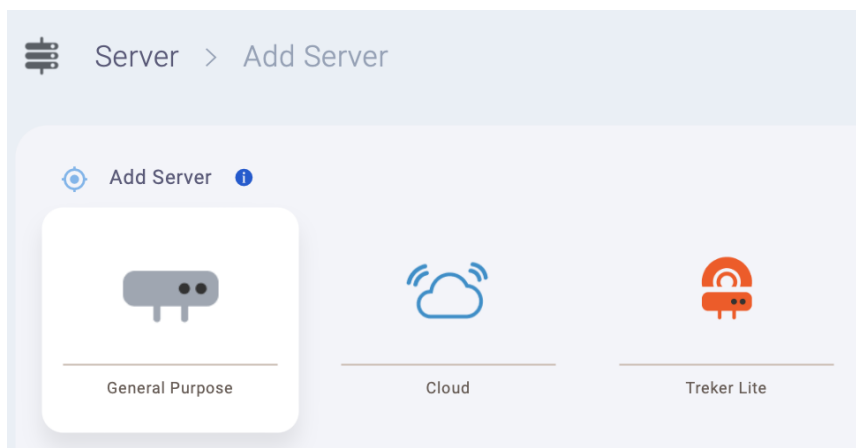 Server > Add Server
Add Server
General Purpose
Cloud
Treker Lite